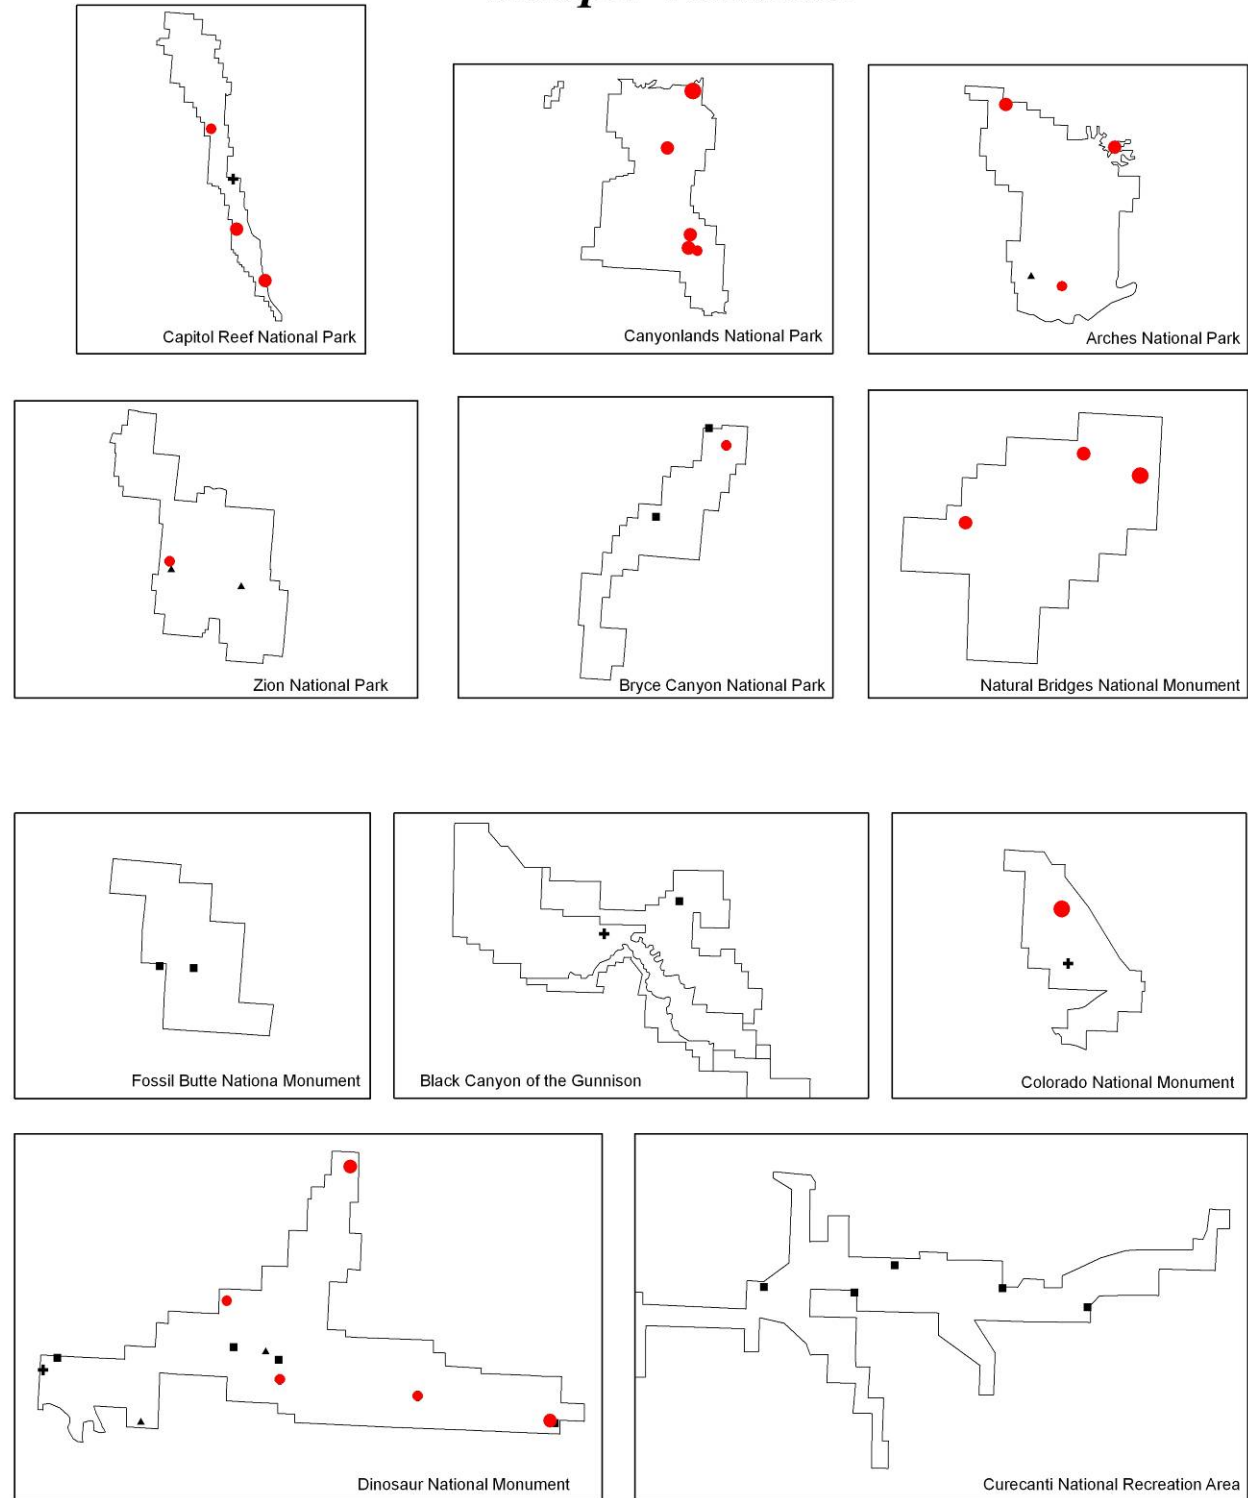 Capitol Reef National Park
Canyonlands National Park
Arches National Park
Zion National Park
Bryce Canyon National Park
Natural Bridges National Monument
Fossil Butte Nationa Monument
Black Canyon of the Gunnison
Colorado National Monument
Dinosaur National Monument
Curecanti National Recreation Area